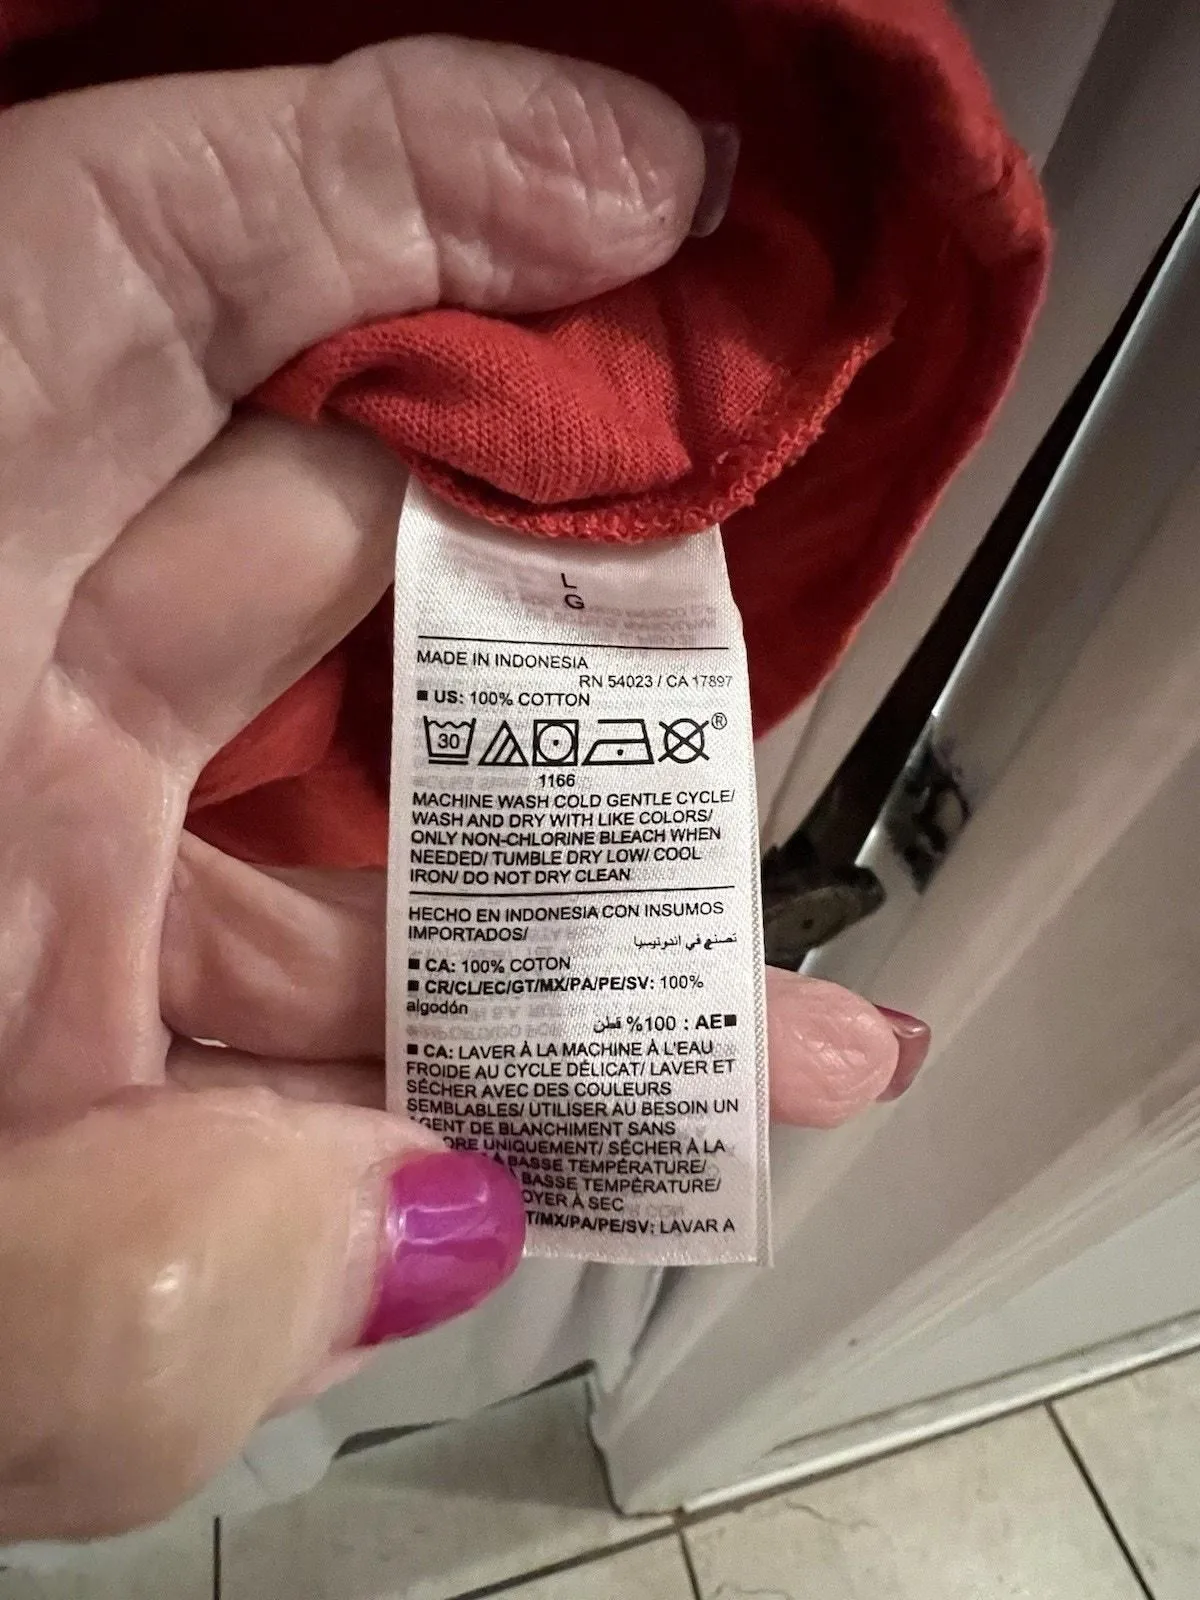 L
G
MADE IN INDONESIA
RN 54023 / CA 17897
■ US: 100% COTTON
30 ®
1166
MACHINE WASH COLD GENTLE CYCLE/
WASH AND DRY WITH LIKE COLORS/
ONLY NON-CHLORINE BLEACH WHEN
NEEDED/ TUMBLE DRY LOW/ COOL
IRON/ DO NOT DRY CLEAN
HECHO EN INDONESIA CON INSUMOS
IMPORTADOS/
تصنع في اندونيسيا
■ CA: 100% COTON
■ CR/CL/EC/GT/MX/PA/PE/SV: 100%
algodón
■AE : 100% قطن
■ CA: LAVER À LA MACHINE À L'EAU
FROIDE AU CYCLE DÉLICAT/ LAVER ET
SÉCHER AVEC DES COULEURS
SEMBLABLES/ UTILISER AU BESOIN UN
AGENT DE BLANCHIMENT SANS
UNIQUEMENT/ SÉCHER À LA
BASSE TEMPÉRATURE/
BASSE TEMPÉRATURE/
À SEC
/MX/PA/PE/SV: LAVAR A